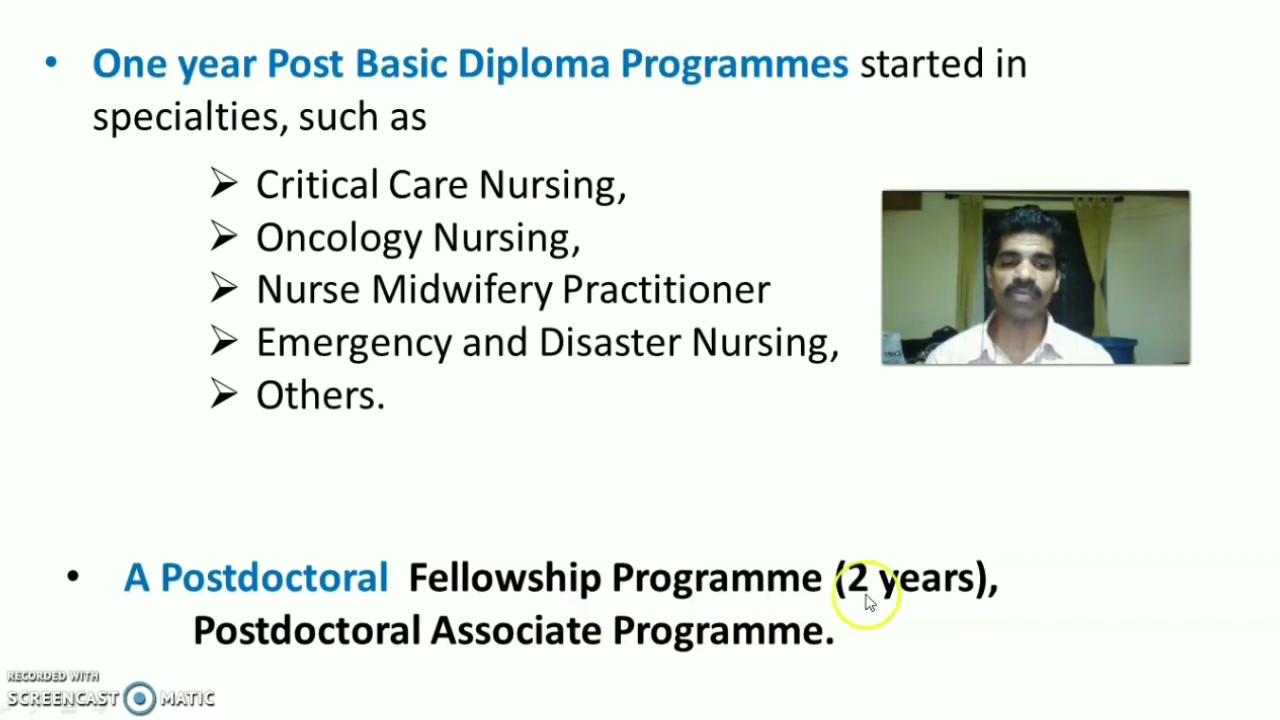 • One year Post Basic Diploma Programmes started in
specialties, such as
➢ Critical Care Nursing,
➢ Oncology Nursing,
➢ Nurse Midwifery Practitioner
➢ Emergency and Disaster Nursing,
➢ Others.
• A Postdoctoral Fellowship Programme (2 years),
Postdoctoral Associate Programme.
RECORDED WITH
SCREENCAST MATIC